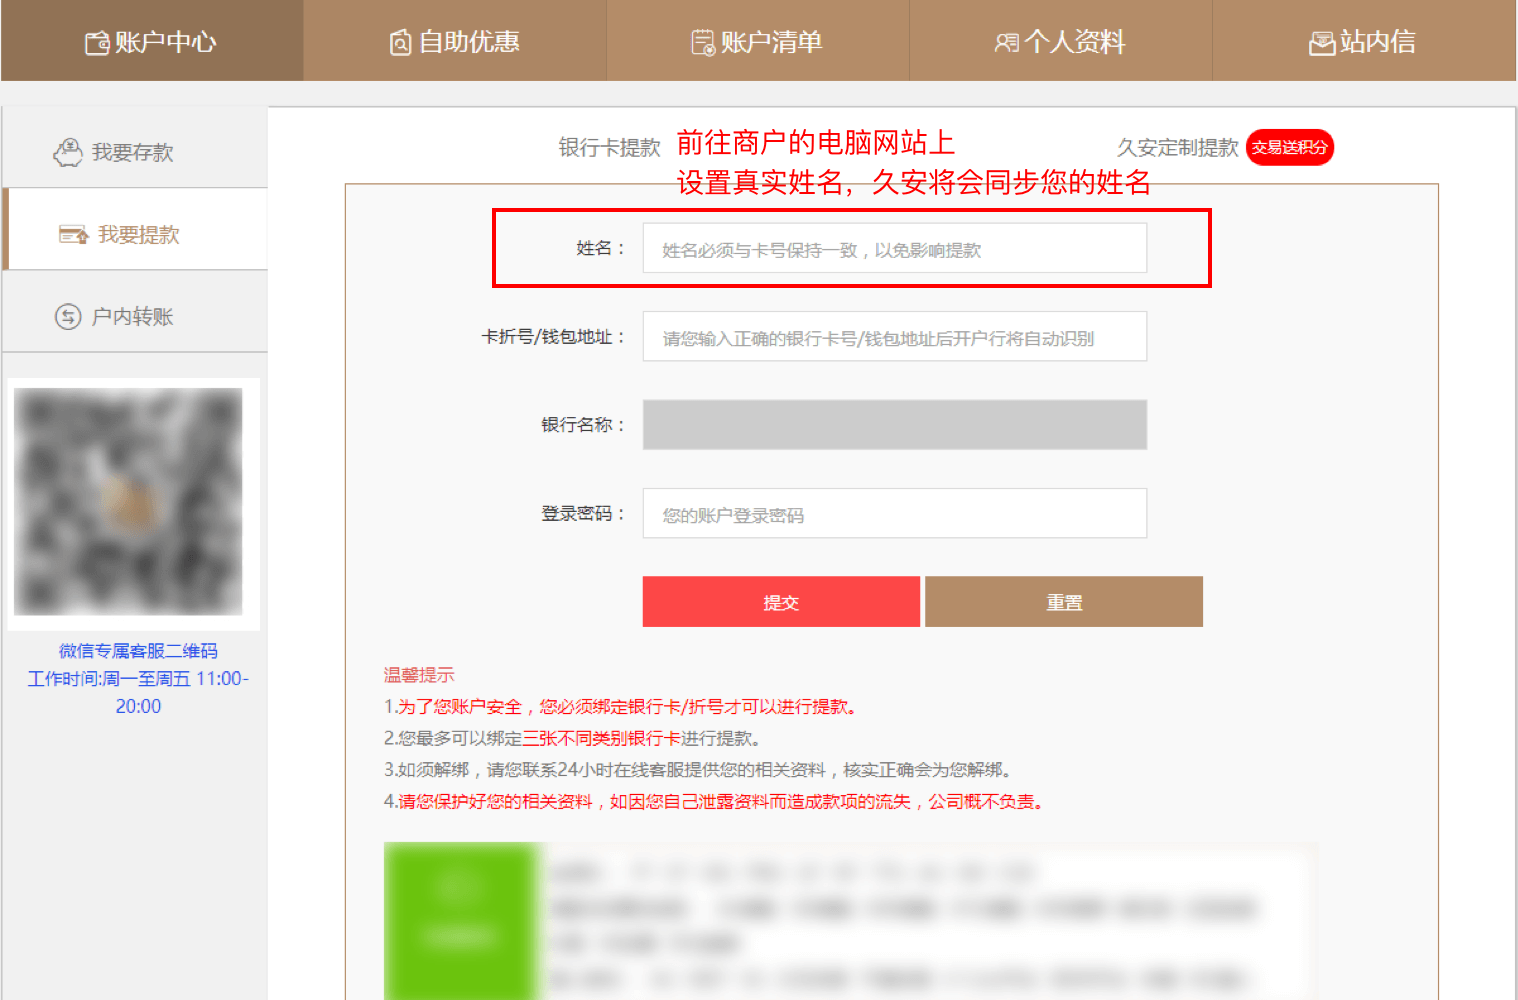 账户中心
自助优惠
账户清单
个人资料
站内信
我要存款
我要提款
户内转账
微信专属客服二维码
工作时间:周一至周五 11:00-
20:00
银行卡提款
前往商户的电脑网站上
设置真实姓名，久安将会同步您的姓名
久安定制提款
交易送积分
姓名：
姓名必须与卡号保持一致，以免影响提款
卡折号/钱包地址：
请您输入正确的银行卡号/钱包地址后开户行将自动识别
银行名称：
登录密码：
您的账户登录密码
提交
重置
温馨提示
1.为了您账户安全，您必须绑定银行卡/折号才可以进行提款。
2.您最多可以绑定三张不同类别银行卡进行提款。
3.如须解绑，请您联系24小时在线客服提供您的相关资料，核实正确会为您解绑。
4.请您保护好您的相关资料，如因您自己泄露资料而造成款项的流失，公司概不负责。